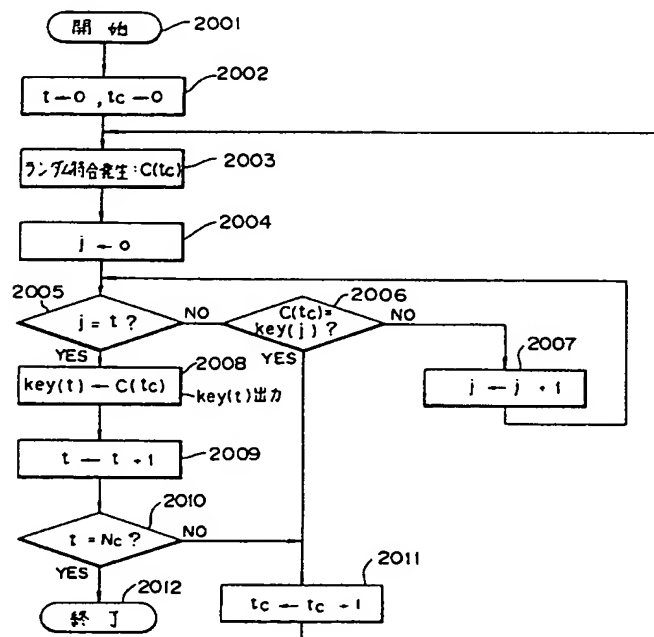 開始
2001
2002
t←0 , tc←0
2003
ランダム符合発生:C(tc)
2004
j ← 0
2005
j = t ?
NO
2006
C(tc)=
key(j) ?
NO
YES
YES
2007
j ← j + 1
2008
key(t) ← C(tc)
key(t)出力
2009
t ← t + 1
2010
t = Nc ?
NO
YES
2011
tc ← tc + 1
2012
終了